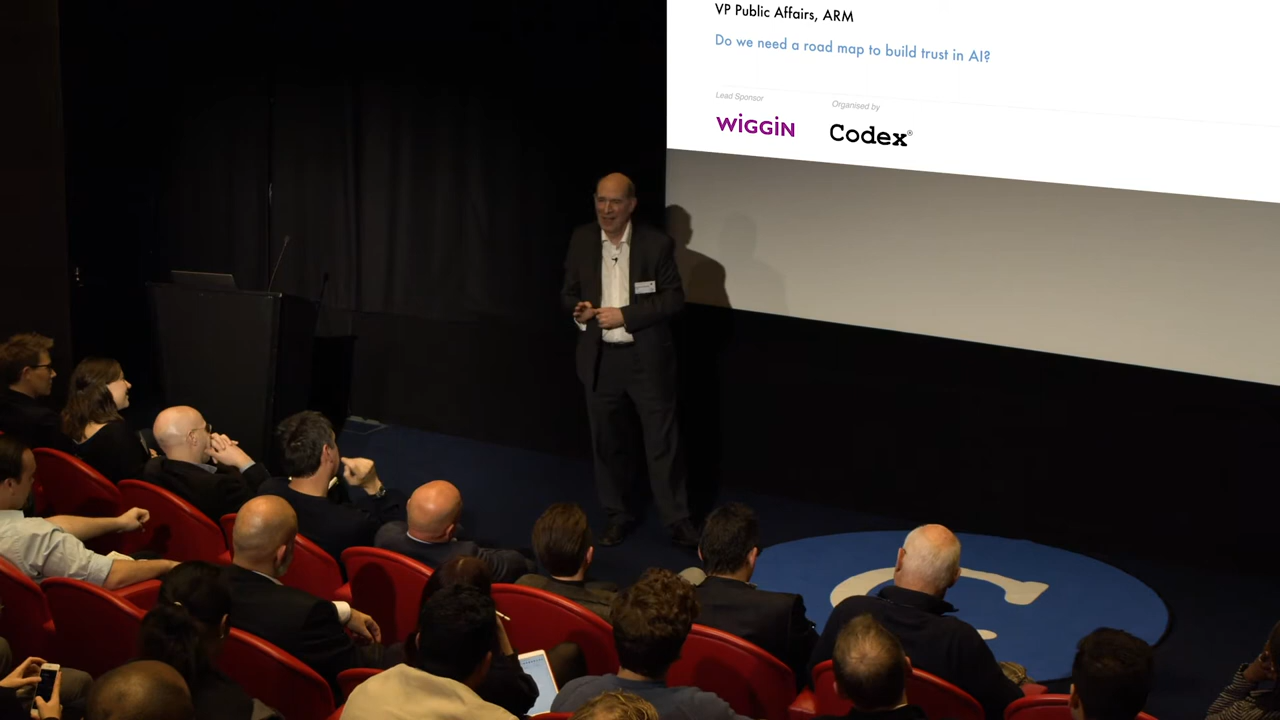 VP Public Affairs, ARM
Do we need a road map to build trust in AI?
Lead Sponsor
Organised by
WIGGIN
Codex®